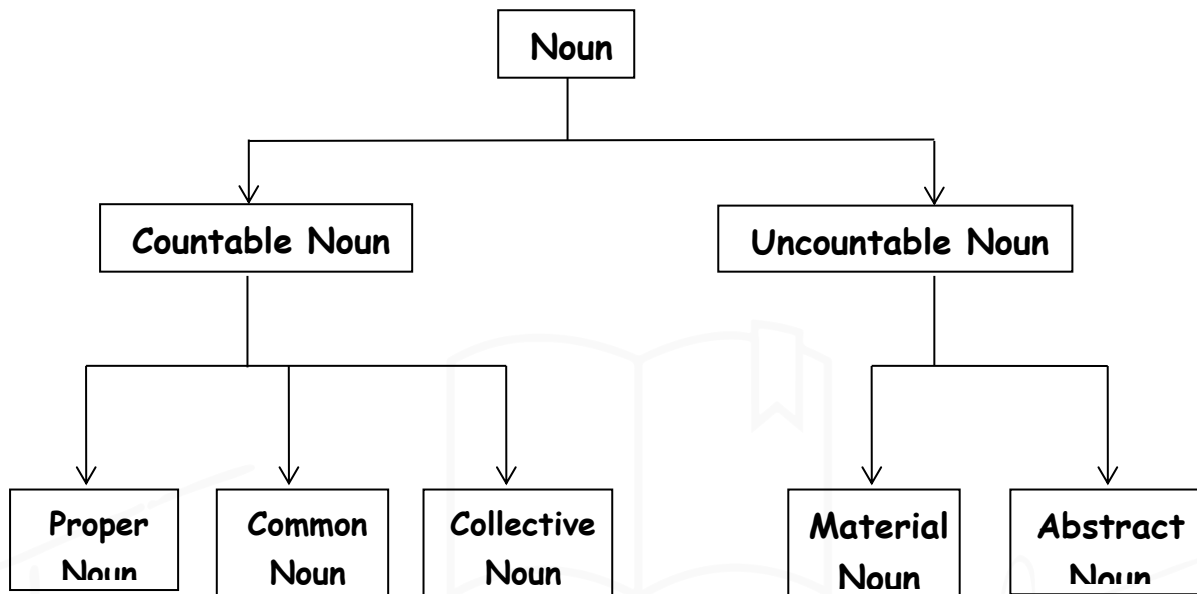 Noun
Countable Noun
Uncountable Noun
Proper
Noun
Common
Noun
Collective
Noun
Material
Noun
Abstract
Noun